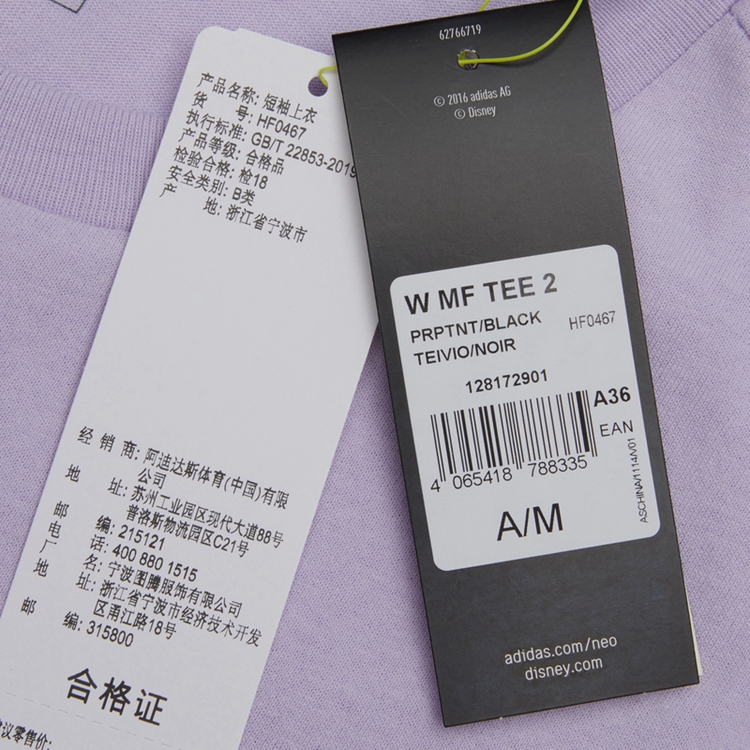 产品名称: 短袖上衣
货 号: HF0467
执行标准: GB/T 22853-2019
产品等级: 合格品
检验合格: 检18
安全类别: B类
产 地: 浙江省宁波市
经 销 商: 阿迪达斯体育(中国)有限
公司
地 址: 苏州工业园区现代大道88号
普洛斯物流园区C21号
邮 编: 215121
电 话: 400 880 1515
厂 名: 宁波图腾服饰有限公司
地 址: 浙江省宁波市经济技术开发
区甬江路18号
邮 编: 315800
合格证
议零售价:
62766719
© 2016 adidas AG
© Disney
W MF TEE 2
PRPTNT/BLACK HF0467
TEIVIO/NOIR
128172901
A36
EAN
4 065418 788335
ASCHINA/1114/V01
A/M
adidas.com/neo
disney.com